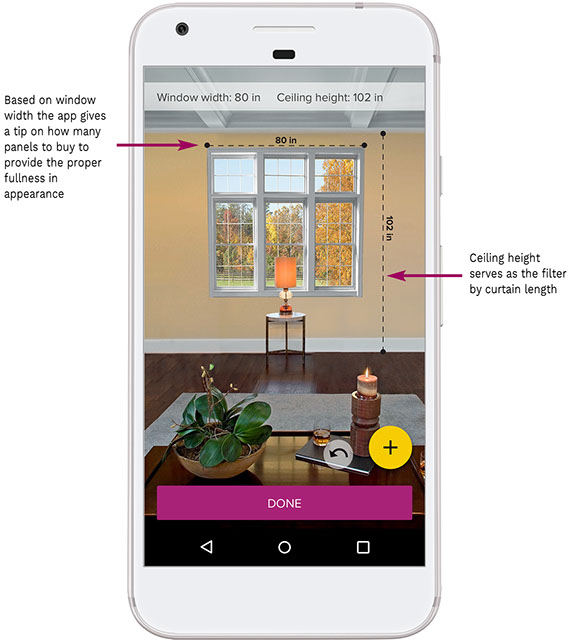 Based on window
width the app gives
a tip on how many
panels to buy to
provide the proper
fullness in
appearance
Window width: 80 in Ceiling height: 102 in
80 in
102 in
Ceiling height
serves as the filter
by curtain length
+
DONE